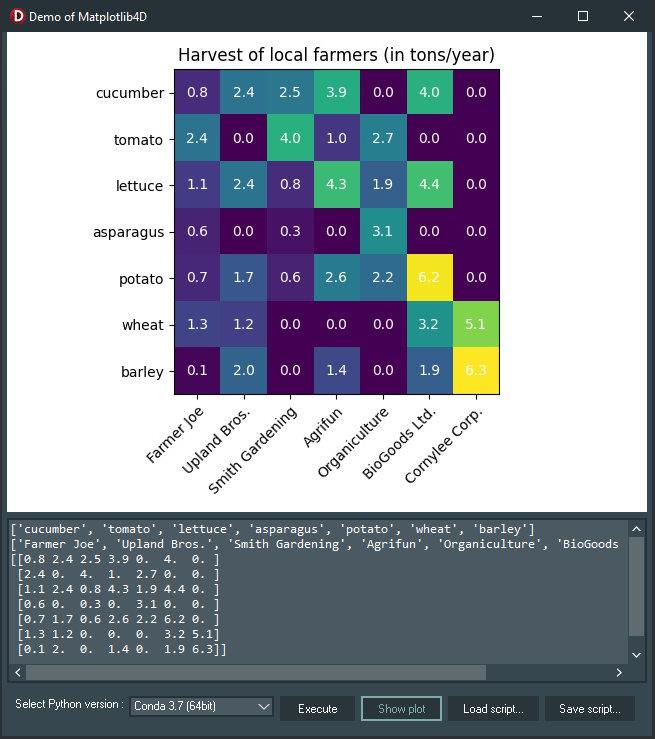 Demo of Matplotlib4D
Harvest of local farmers (in tons/year)
cucumber 0.8 2.4 2.5 3.9 0.0 4.0 0.0
tomato 2.4 0.0 4.0 1.0 2.7 0.0 0.0
lettuce 1.1 2.4 0.8 4.3 1.9 4.4 0.0
asparagus 0.6 0.0 0.3 0.0 3.1 0.0 0.0
potato 0.7 1.7 0.6 2.6 2.2 6.2 0.0
wheat 1.3 1.2 0.0 0.0 0.0 3.2 5.1
barley 0.1 2.0 0.0 1.4 0.0 1.9 6.3
Farmer Joe
Upland Bros.
Smith Gardening
Agrifun
Organiculture
BioGoods Ltd.
Cornylee Corp.
['cucumber', 'tomato', 'lettuce', 'asparagus', 'potato', 'wheat', 'barley']
['Farmer Joe', 'Upland Bros.', 'Smith Gardening', 'Agrifun', 'Organiculture', 'BioGoods
[[0.8 2.4 2.5 3.9 0. 4. 0. ]
[2.4 0. 4. 1. 2.7 0. 0. ]
[1.1 2.4 0.8 4.3 1.9 4.4 0. ]
[0.6 0. 0.3 0. 3.1 0. 0. ]
[0.7 1.7 0.6 2.6 2.2 6.2 0. ]
[1.3 1.2 0. 0. 0. 3.2 5.1]
[0.1 2. 0. 1.4 0. 1.9 6.3]]
Select Python version : Conda 3.7 (64bit) Execute Show plot Load script... Save script...